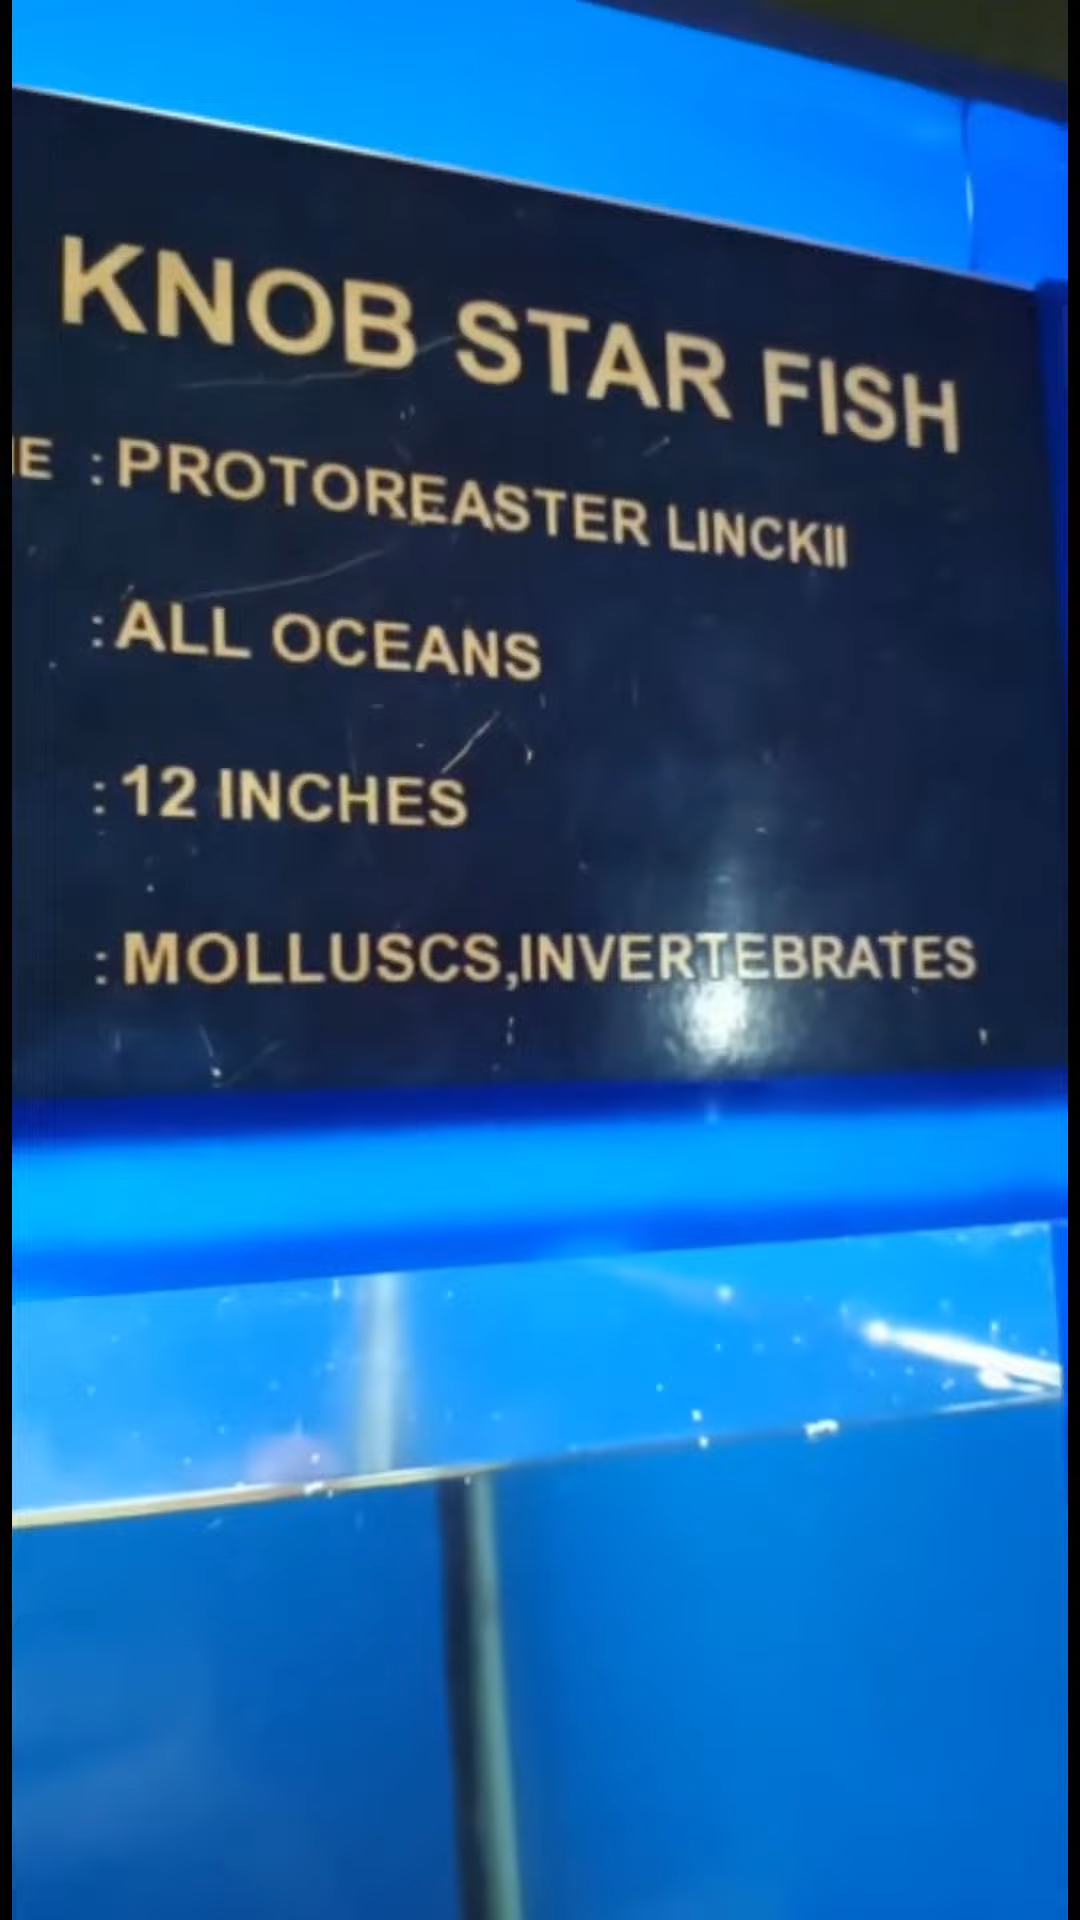 KNOB STAR FISH
: PROTOREASTER LINCKII
: ALL OCEANS
: 12 INCHES
: MOLLUSCS,INVERTEBRATES